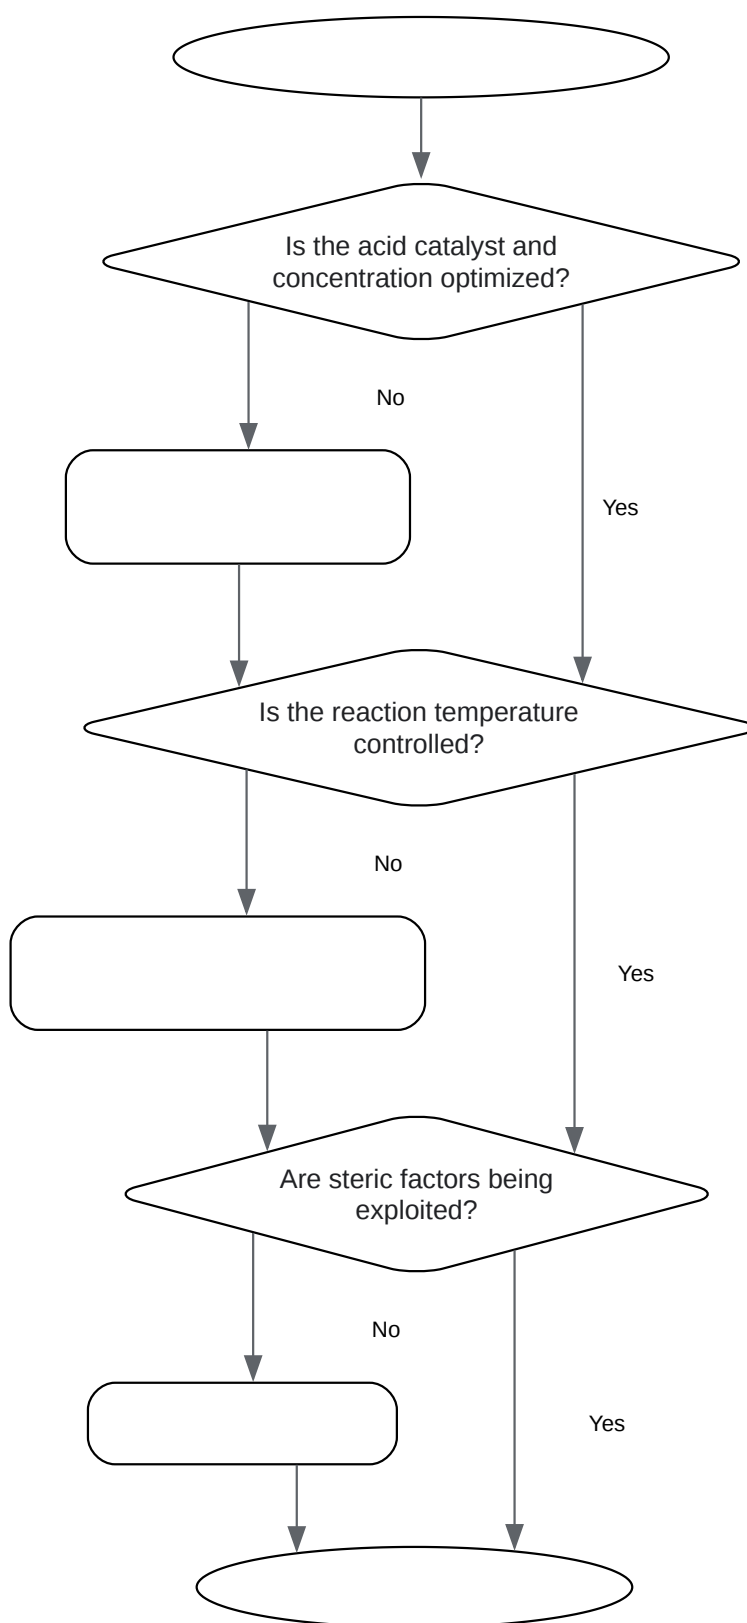 Is the acid catalyst and
concentration optimized?
No
Yes
Is the reaction temperature
controlled?
No
Yes
Are steric factors being
exploited?
No
Yes